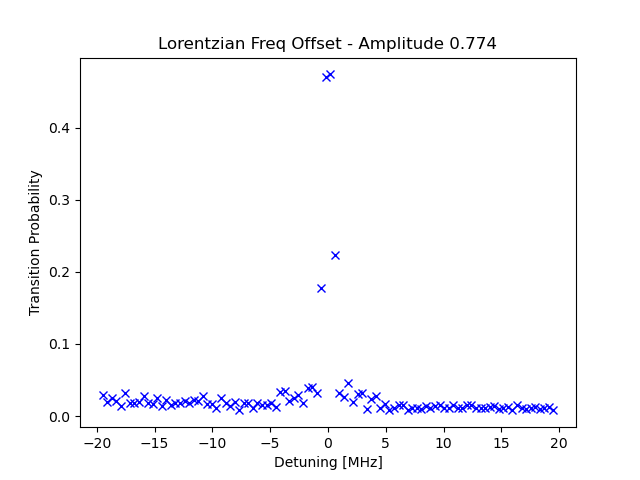 Lorentzian Freq Offset - Amplitude 0.774
Transition Probability
0.4
0.3
0.2
0.1
0.0
−20 −15 −10 −5 0 5 10 15 20
Detuning [MHz]